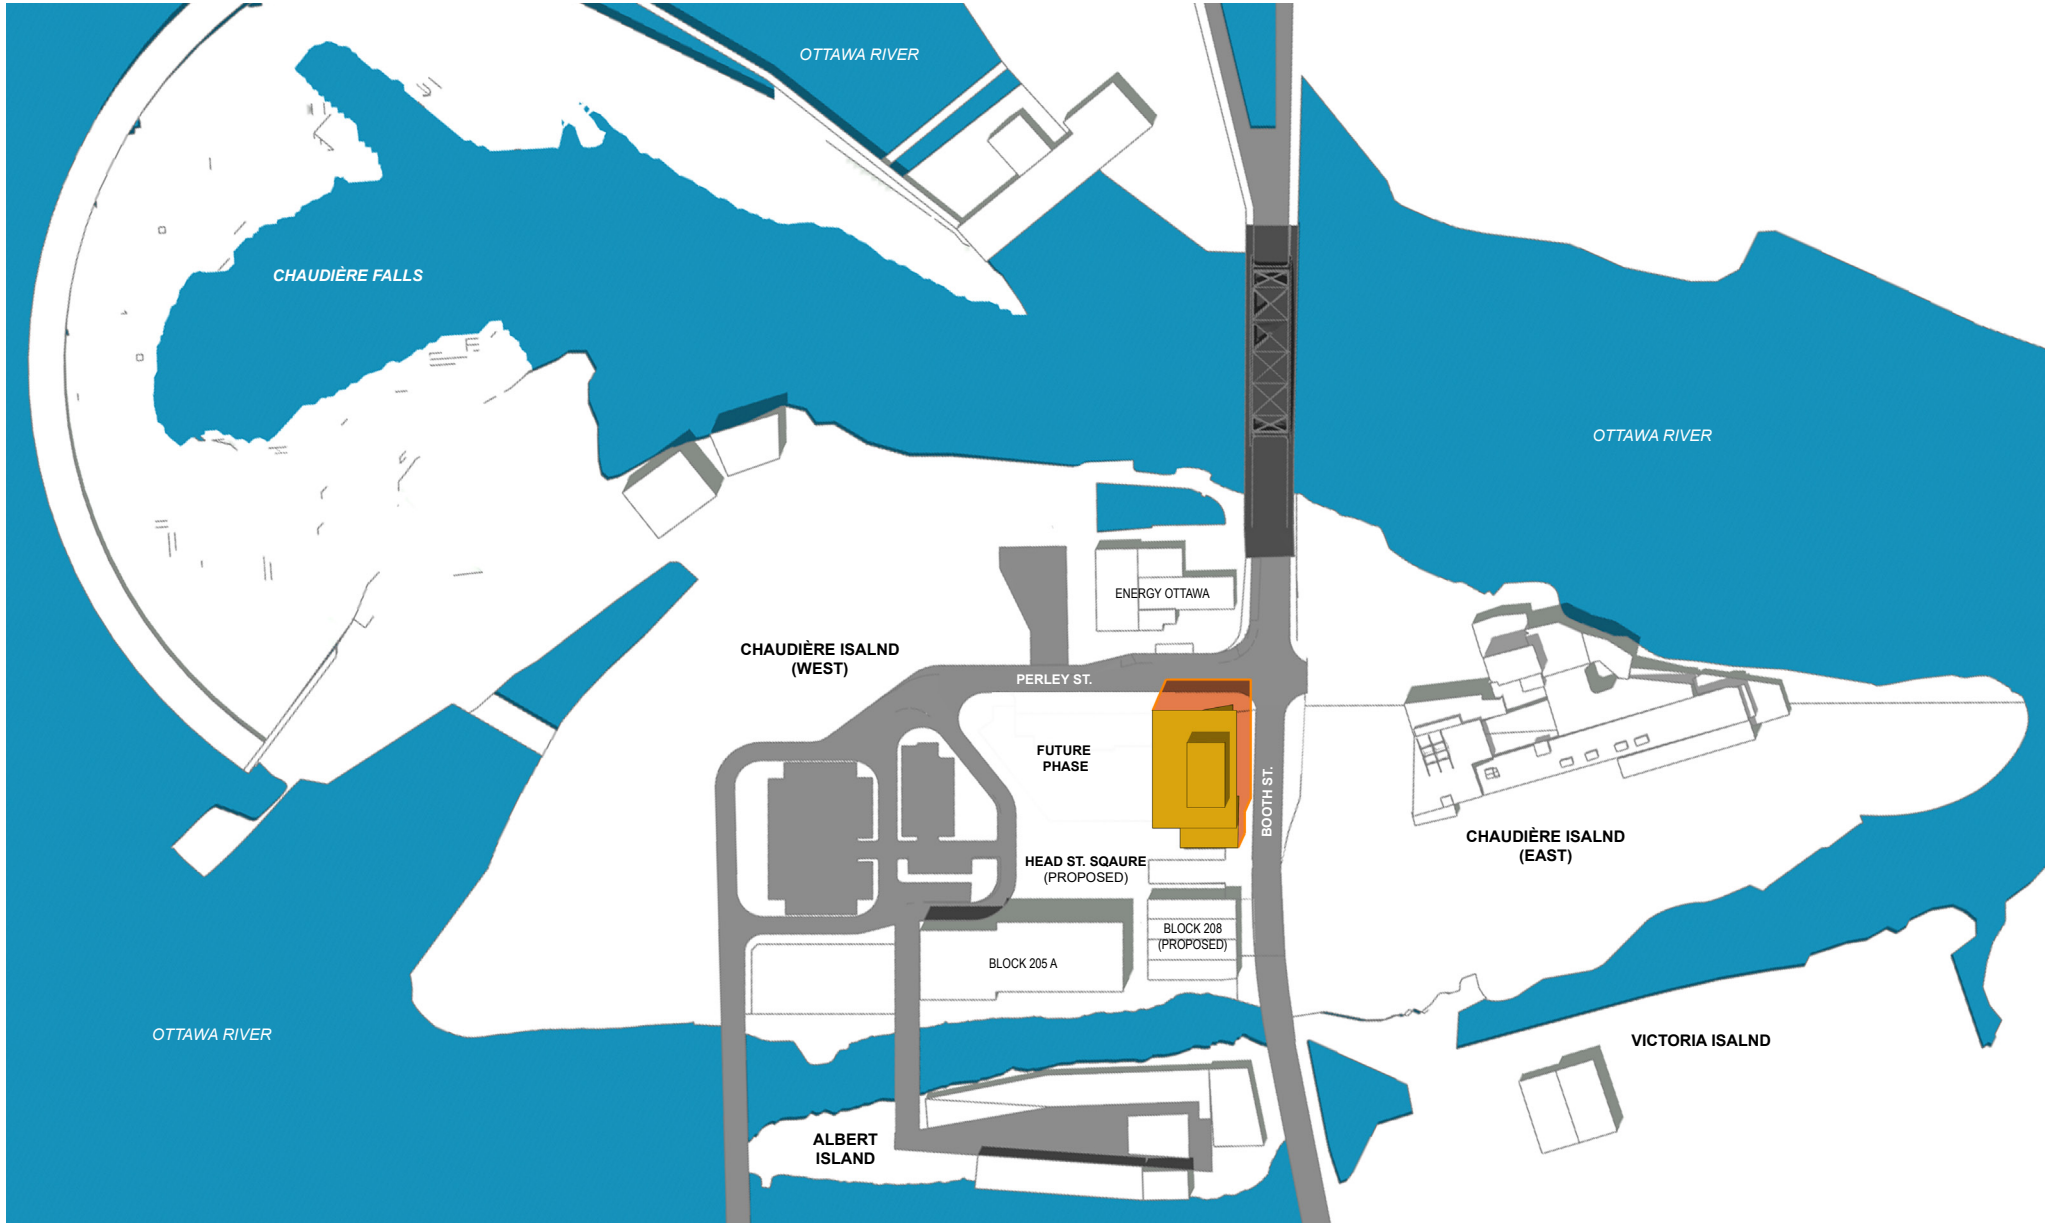 OTTAWA RIVER
CHAUDIÈRE FALLS
OTTAWA RIVER
ENERGY OTTAWA
CHAUDIÈRE ISALND
(WEST)
PERLEY ST.
FUTURE
PHASE
BOOTH ST.
CHAUDIÈRE ISALND
(EAST)
HEAD ST. SQAURE
(PROPOSED)
BLOCK 208
(PROPOSED)
BLOCK 205 A
OTTAWA RIVER
VICTORIA ISALND
ALBERT
ISLAND